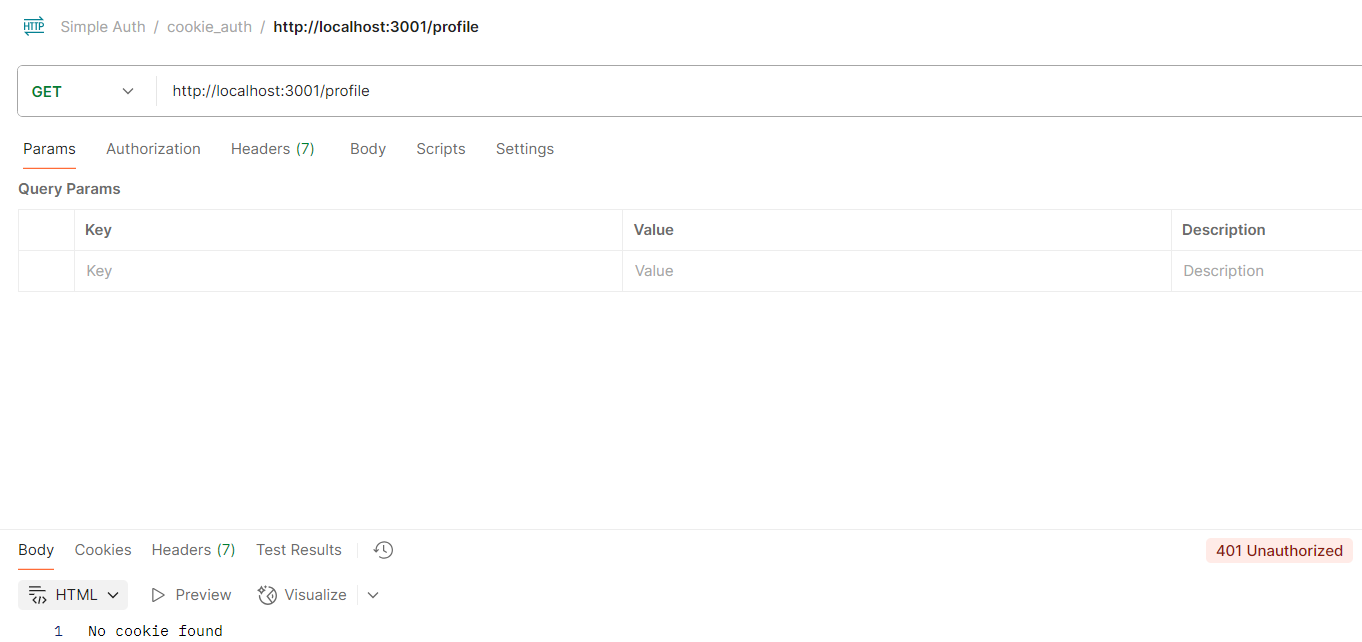 HTTP Simple Auth / cookie_auth / http://localhost:3001/profile
GET http://localhost:3001/profile
Params Authorization Headers (7) Body Scripts Settings
Query Params
Key Value Description
Key Value Description
Body Cookies Headers (7) Test Results 401 Unauthorized
HTML Preview Visualize
1 No cookie found